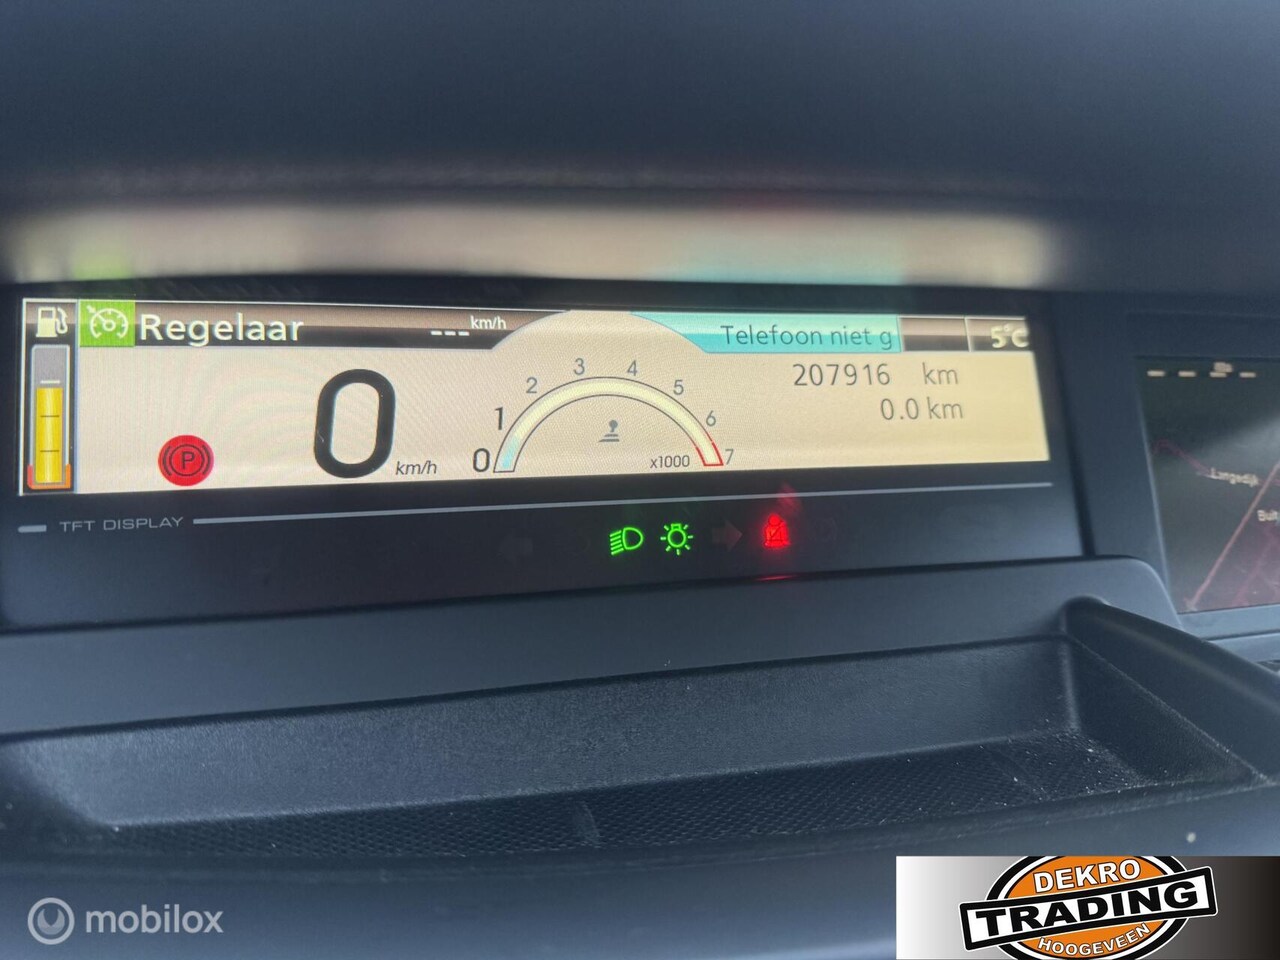 Regelaar --- km/h
Telefoon niet g
5°C
207916 km
0.0 km
0 km/h
P
0 1 2 3 4 5 6 7
x1000
TFT DISPLAY
Langedijk
mobilox
DEKRO
TRADING
HOOGEVEEN